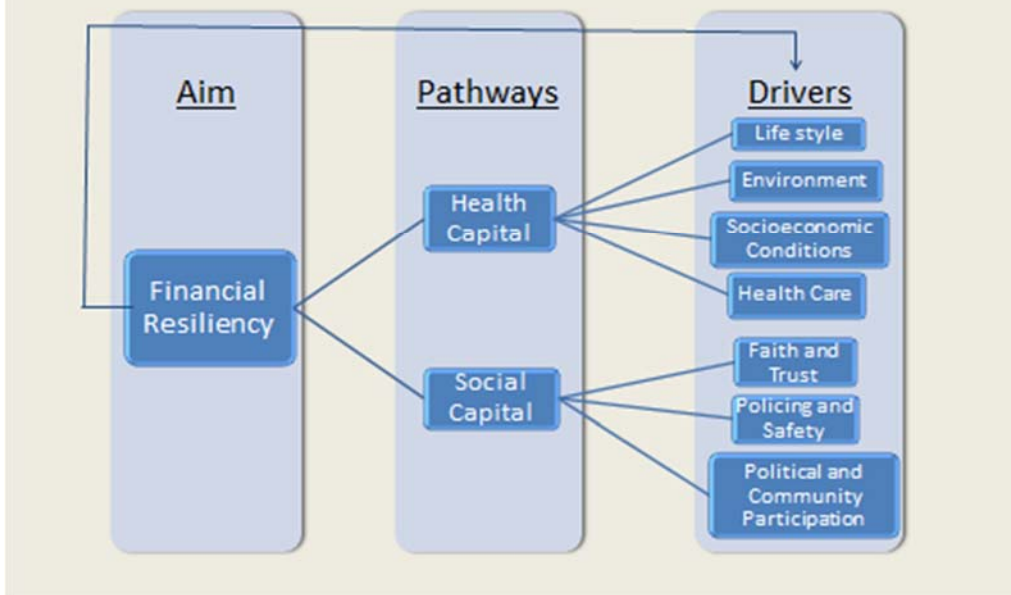 Aim
Pathways
Drivers
Life style
Environment
Health
Capital
Socioeconomic
Conditions
Health Care
Financial
Resiliency
Faith and
Trust
Social
Capital
Policing and
Safety
Political and
Community
Participation